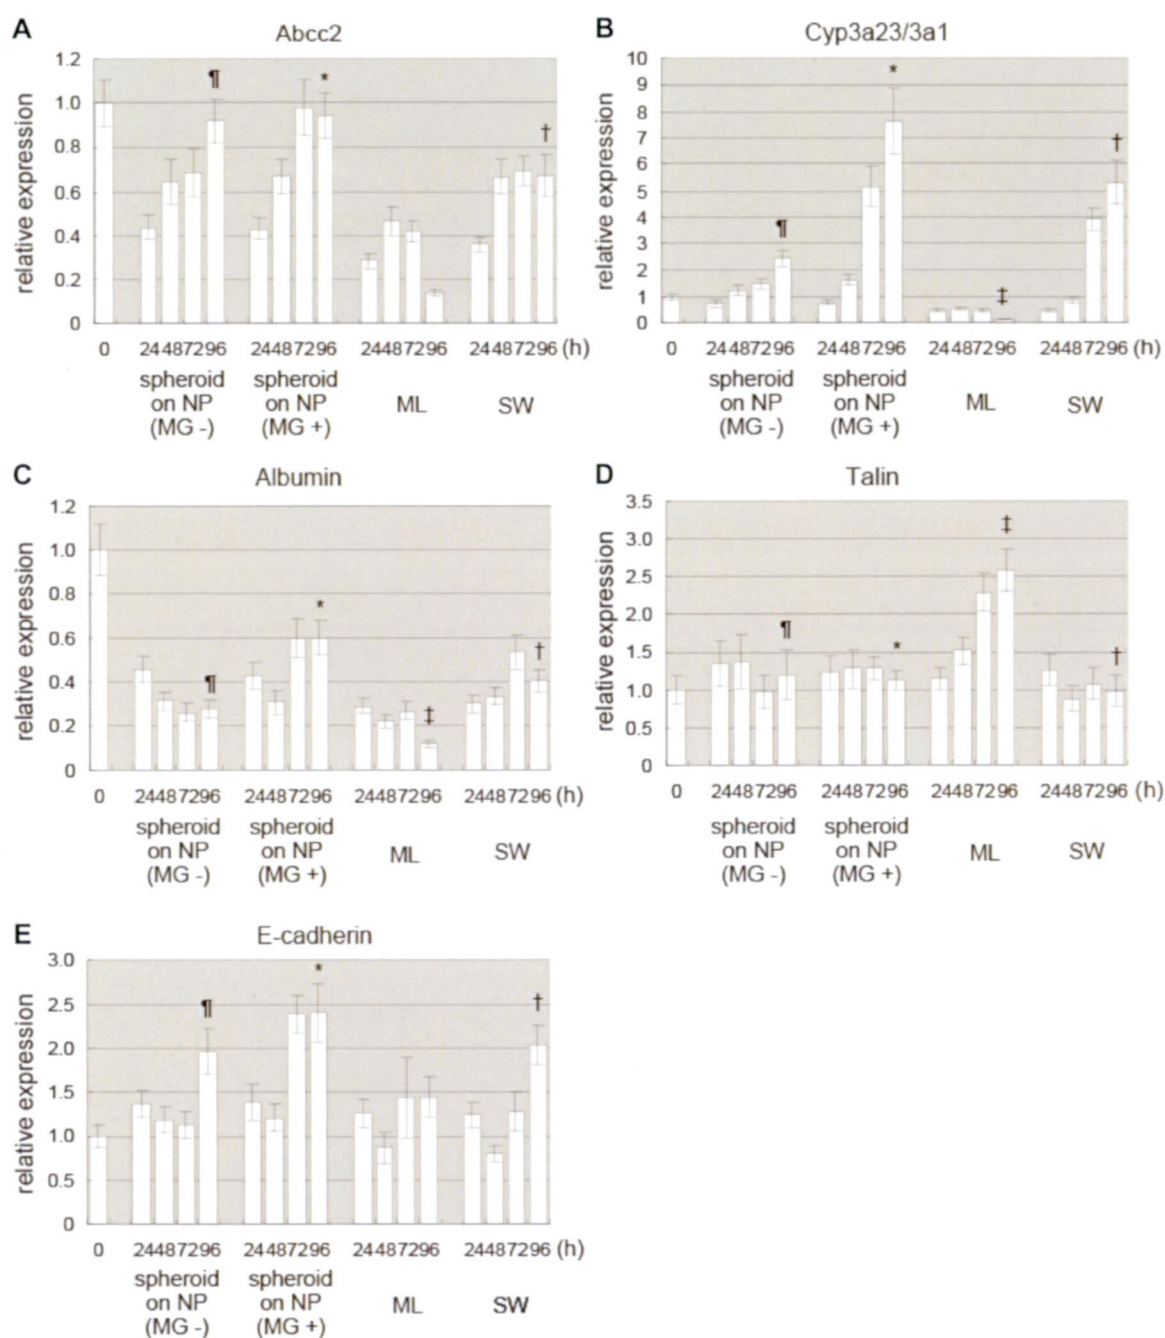 A
Abcc2
relative expression
1.2
1.0
0.8
0.6
0.4
0.2
0
¶
*
†
0
24487296
24487296
24487296
24487296 (h)
spheroid
on NP
(MG -)
spheroid
on NP
(MG +)
ML
SW
B
Cyp3a23/3a1
relative expression
10
9
8
7
6
5
4
3
2
1
0
¶
*
‡
†
0
24487296
24487296
24487296
24487296 (h)
spheroid
on NP
(MG -)
spheroid
on NP
(MG +)
ML
SW
C
Albumin
relative expression
1.2
1.0
0.8
0.6
0.4
0.2
0
¶
*
‡
†
0
24487296
24487296
24487296
24487296 (h)
spheroid
on NP
(MG -)
spheroid
on NP
(MG +)
ML
SW
D
Talin
relative expression
3.5
3.0
2.5
2.0
1.5
1.0
0.5
0
¶
*
‡
†
0
24487296
24487296
24487296
24487296 (h)
spheroid
on NP
(MG -)
spheroid
on NP
(MG +)
ML
SW
E
E-cadherin
relative expression
3.0
2.5
2.0
1.5
1.0
0.5
0
¶
*
†
0
24487296
24487296
24487296
24487296 (h)
spheroid
on NP
(MG -)
spheroid
on NP
(MG +)
ML
SW